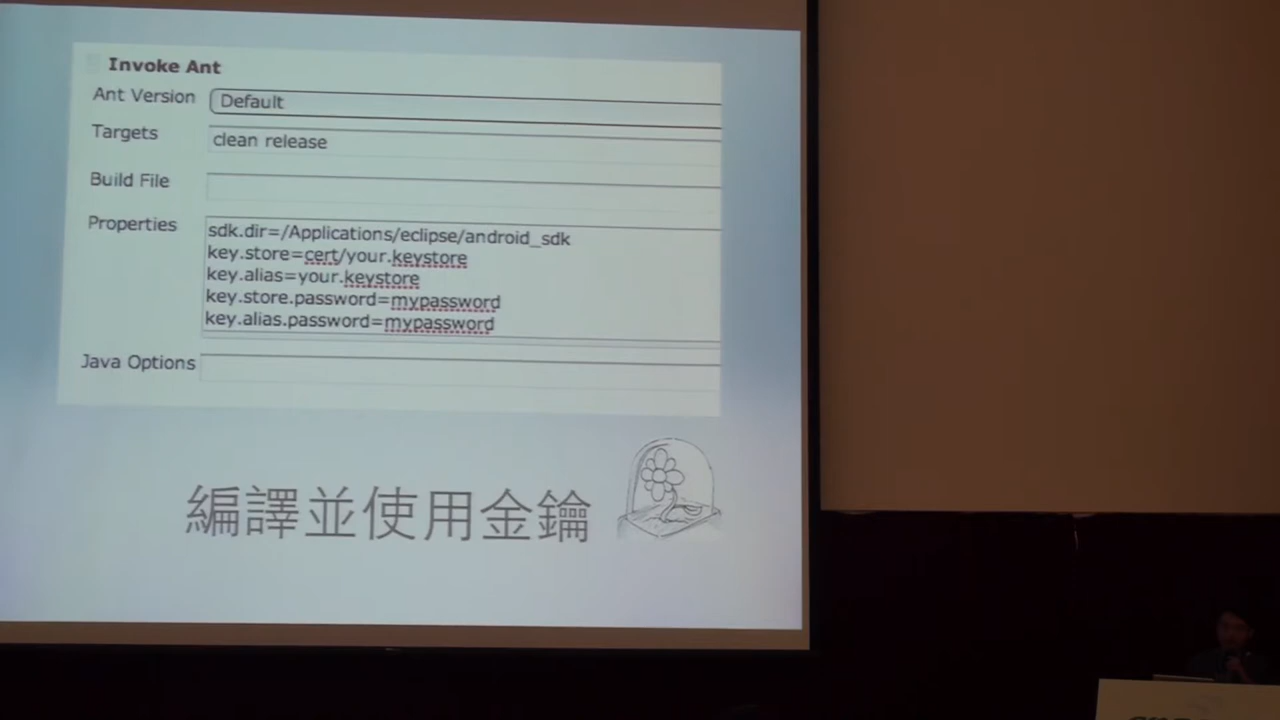 Invoke Ant
Ant Version Default
Targets clean release
Build File
Properties sdk.dir=/Applications/eclipse/android_sdk
key.store=cert/your.keystore
key.alias=your.keystore
key.store.password=mypassword
key.alias.password=mypassword
Java Options
編譯並使用金鑰